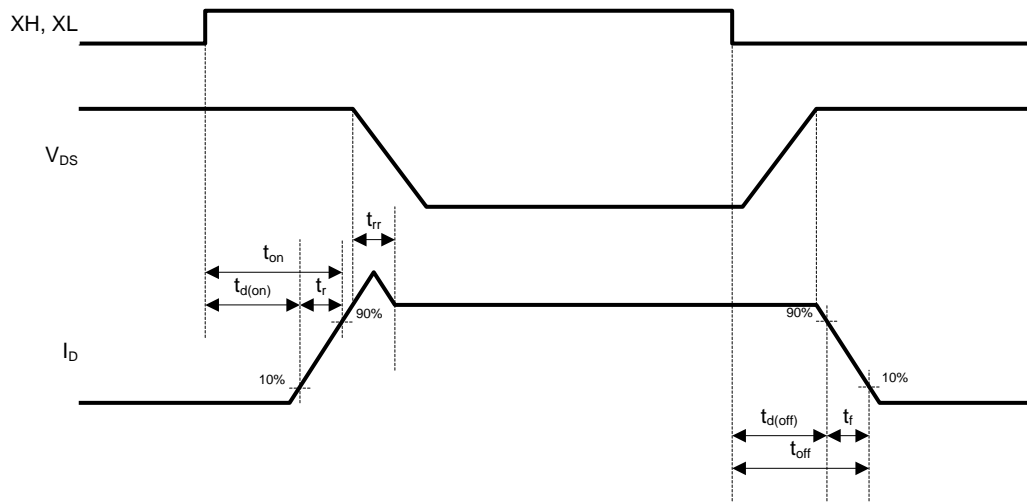 XH, XL
VDS
trr
ton
td(on) tr
90%
90%
ID
10%
10%
td(off) tf
toff